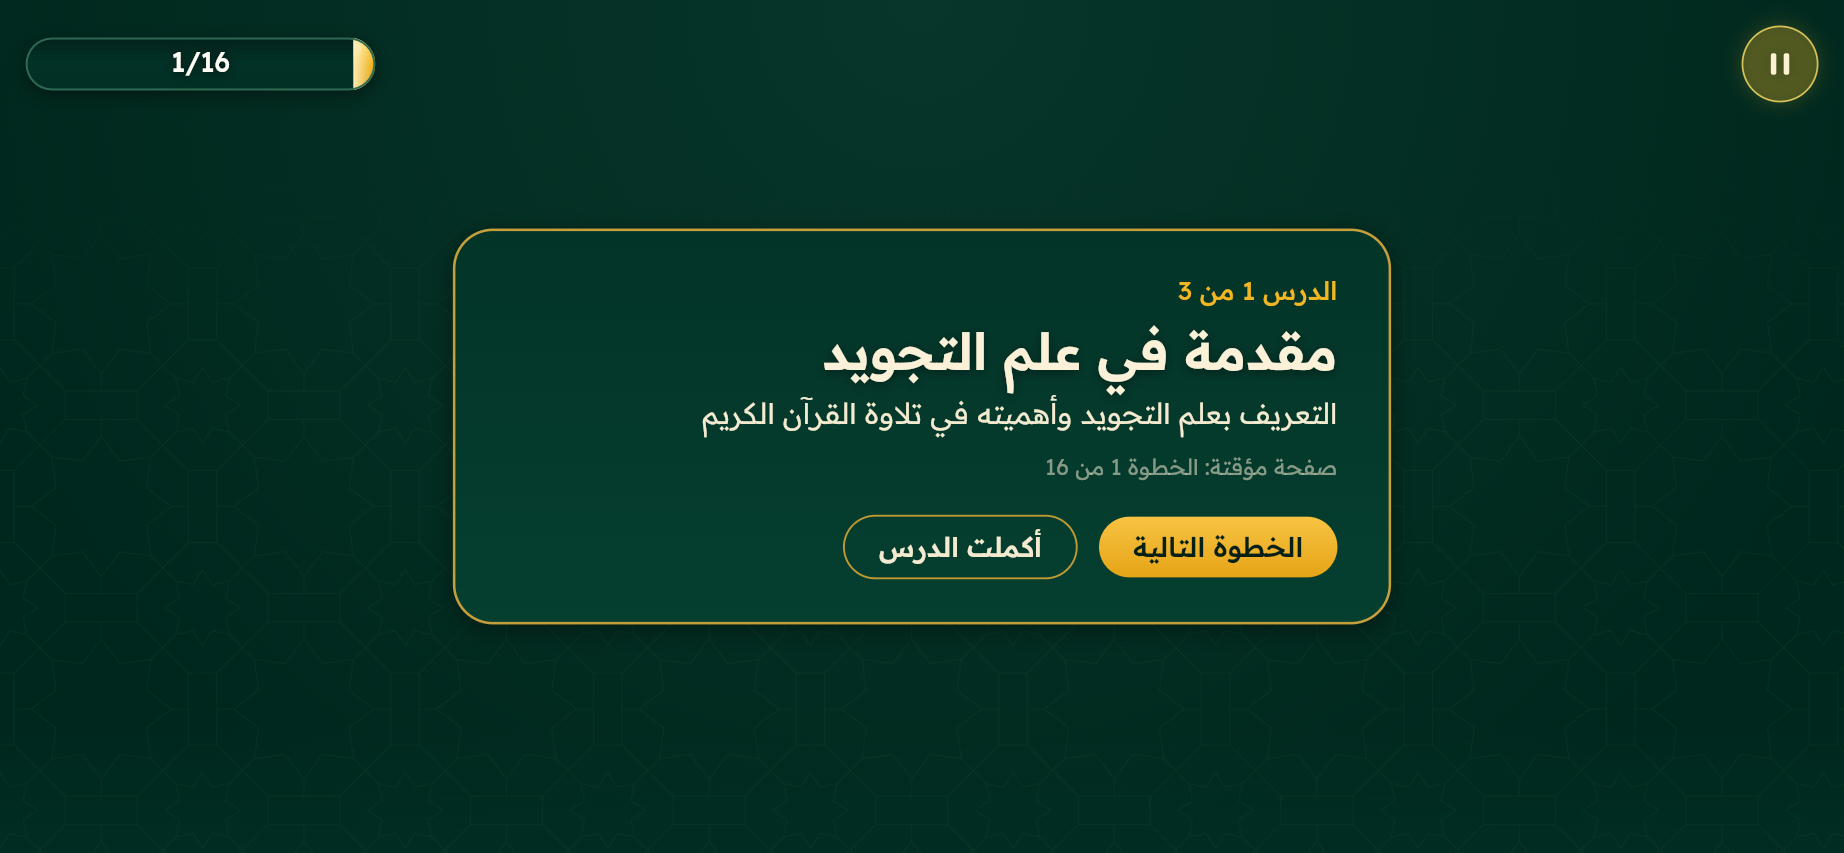 1/16
الدرس 1 من 3
مقدمة في علم التجويد
التعريف بعلم التجويد وأهميته في تلاوة القرآن الكريم
صفحة مؤقتة: الخطوة 1 من 16
الخطوة التالية
أكملت الدرس